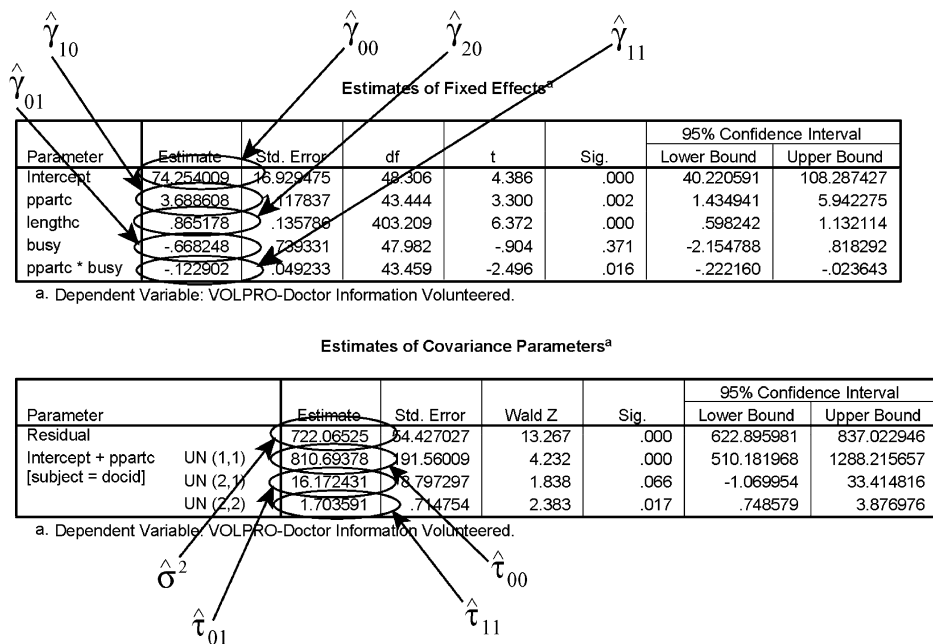 γ̂10 γ̂00 γ̂20 γ̂11
γ̂01
Estimates of Fixed Effectsa
95% Confidence Interval
Parameter Estimate Std. Error df t Sig. Lower Bound Upper Bound
Intercept 74.254009 16.929475 48.306 4.386 .000 40.220591 108.287427
ppartc 3.688608 .117837 43.444 3.300 .002 1.434941 5.942275
lengthc .865178 .135786 403.209 6.372 .000 .598242 1.132114
busy -.668248 .739331 47.982 -.904 .371 -2.154788 .818292
ppartc * busy -.122902 .049233 43.459 -2.496 .016 -.222160 -.023643
a. Dependent Variable: VOLPRO-Doctor Information Volunteered.
Estimates of Covariance Parametersa
95% Confidence Interval
Parameter Estimate Std. Error Wald Z Sig. Lower Bound Upper Bound
Residual 722.06525 54.427027 13.267 .000 622.895981 837.022946
Intercept + ppartc UN (1,1) 810.69378 191.56009 4.232 .000 510.181968 1288.215657
[subject = docid] UN (2,1) 16.172431 8.797297 1.838 .066 -1.069954 33.414816
UN (2,2) 1.703591 .714754 2.383 .017 .748579 3.876976
a. Dependent Variable: VOLPRO-Doctor Information Volunteered.
σ̂2 τ̂00
τ̂01 τ̂11